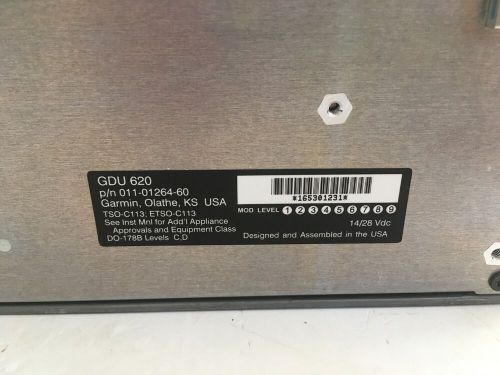 GDU 620
p/n 011-01264-60
Garmin, Olathe, KS USA
TSO-C113; ETSO-C113
See Inst Mnl for Add'l Appliance
Approvals and Equipment Class
DO-178B Levels C,D
*165301231*
MOD LEVEL 1 2 3 4 5 6 7 8 9
14/28 Vdc
Designed and Assembled in the USA